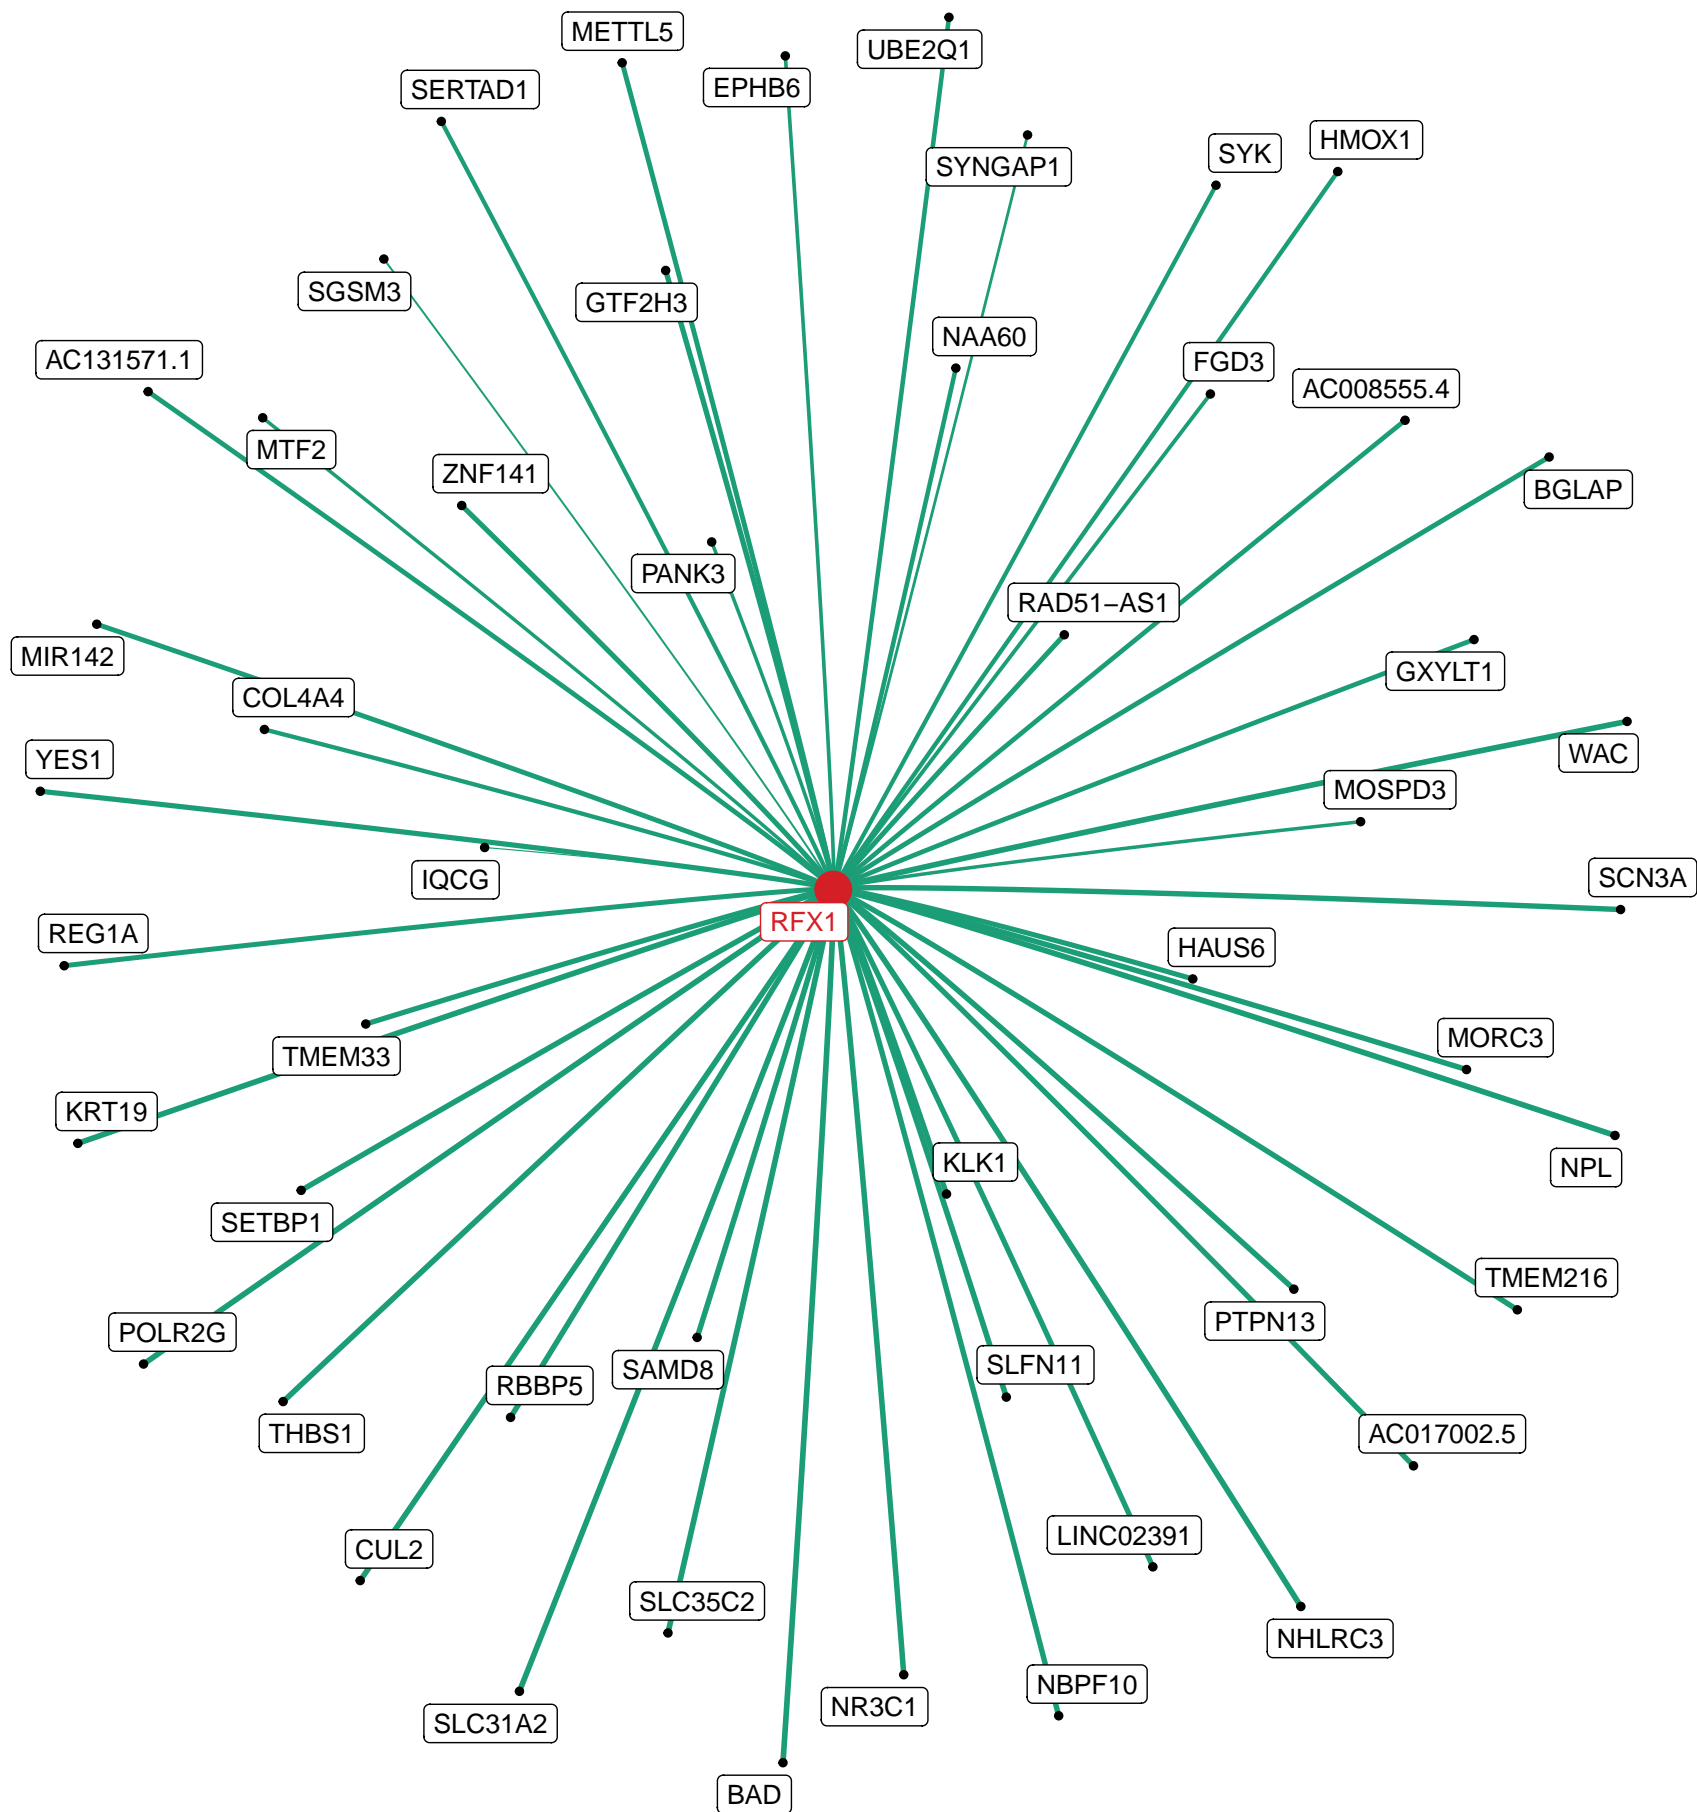 METTL5
UBE2Q1
EPHB6
SERTAD1
HMOX1
SYK
SYNGAP1
SGSM3
GTF2H3
NAA60
AC131571.1
FGD3
AC008555.4
MTF2
ZNF141
BGLAP
PANK3
RAD51–AS1
MIR142
GXYLT1
COL4A4
YES1
WAC
MOSPD3
IQCG
SCN3A
RFX1
REG1A
HAUS6
MORC3
TMEM33
KRT19
KLK1
NPL
SETBP1
TMEM216
PTPN13
POLR2G
SLFN11
SAMD8
RBBP5
THBS1
AC017002.5
LINC02391
CUL2
SLC35C2
NHLRC3
NBPF10
NR3C1
SLC31A2
BAD